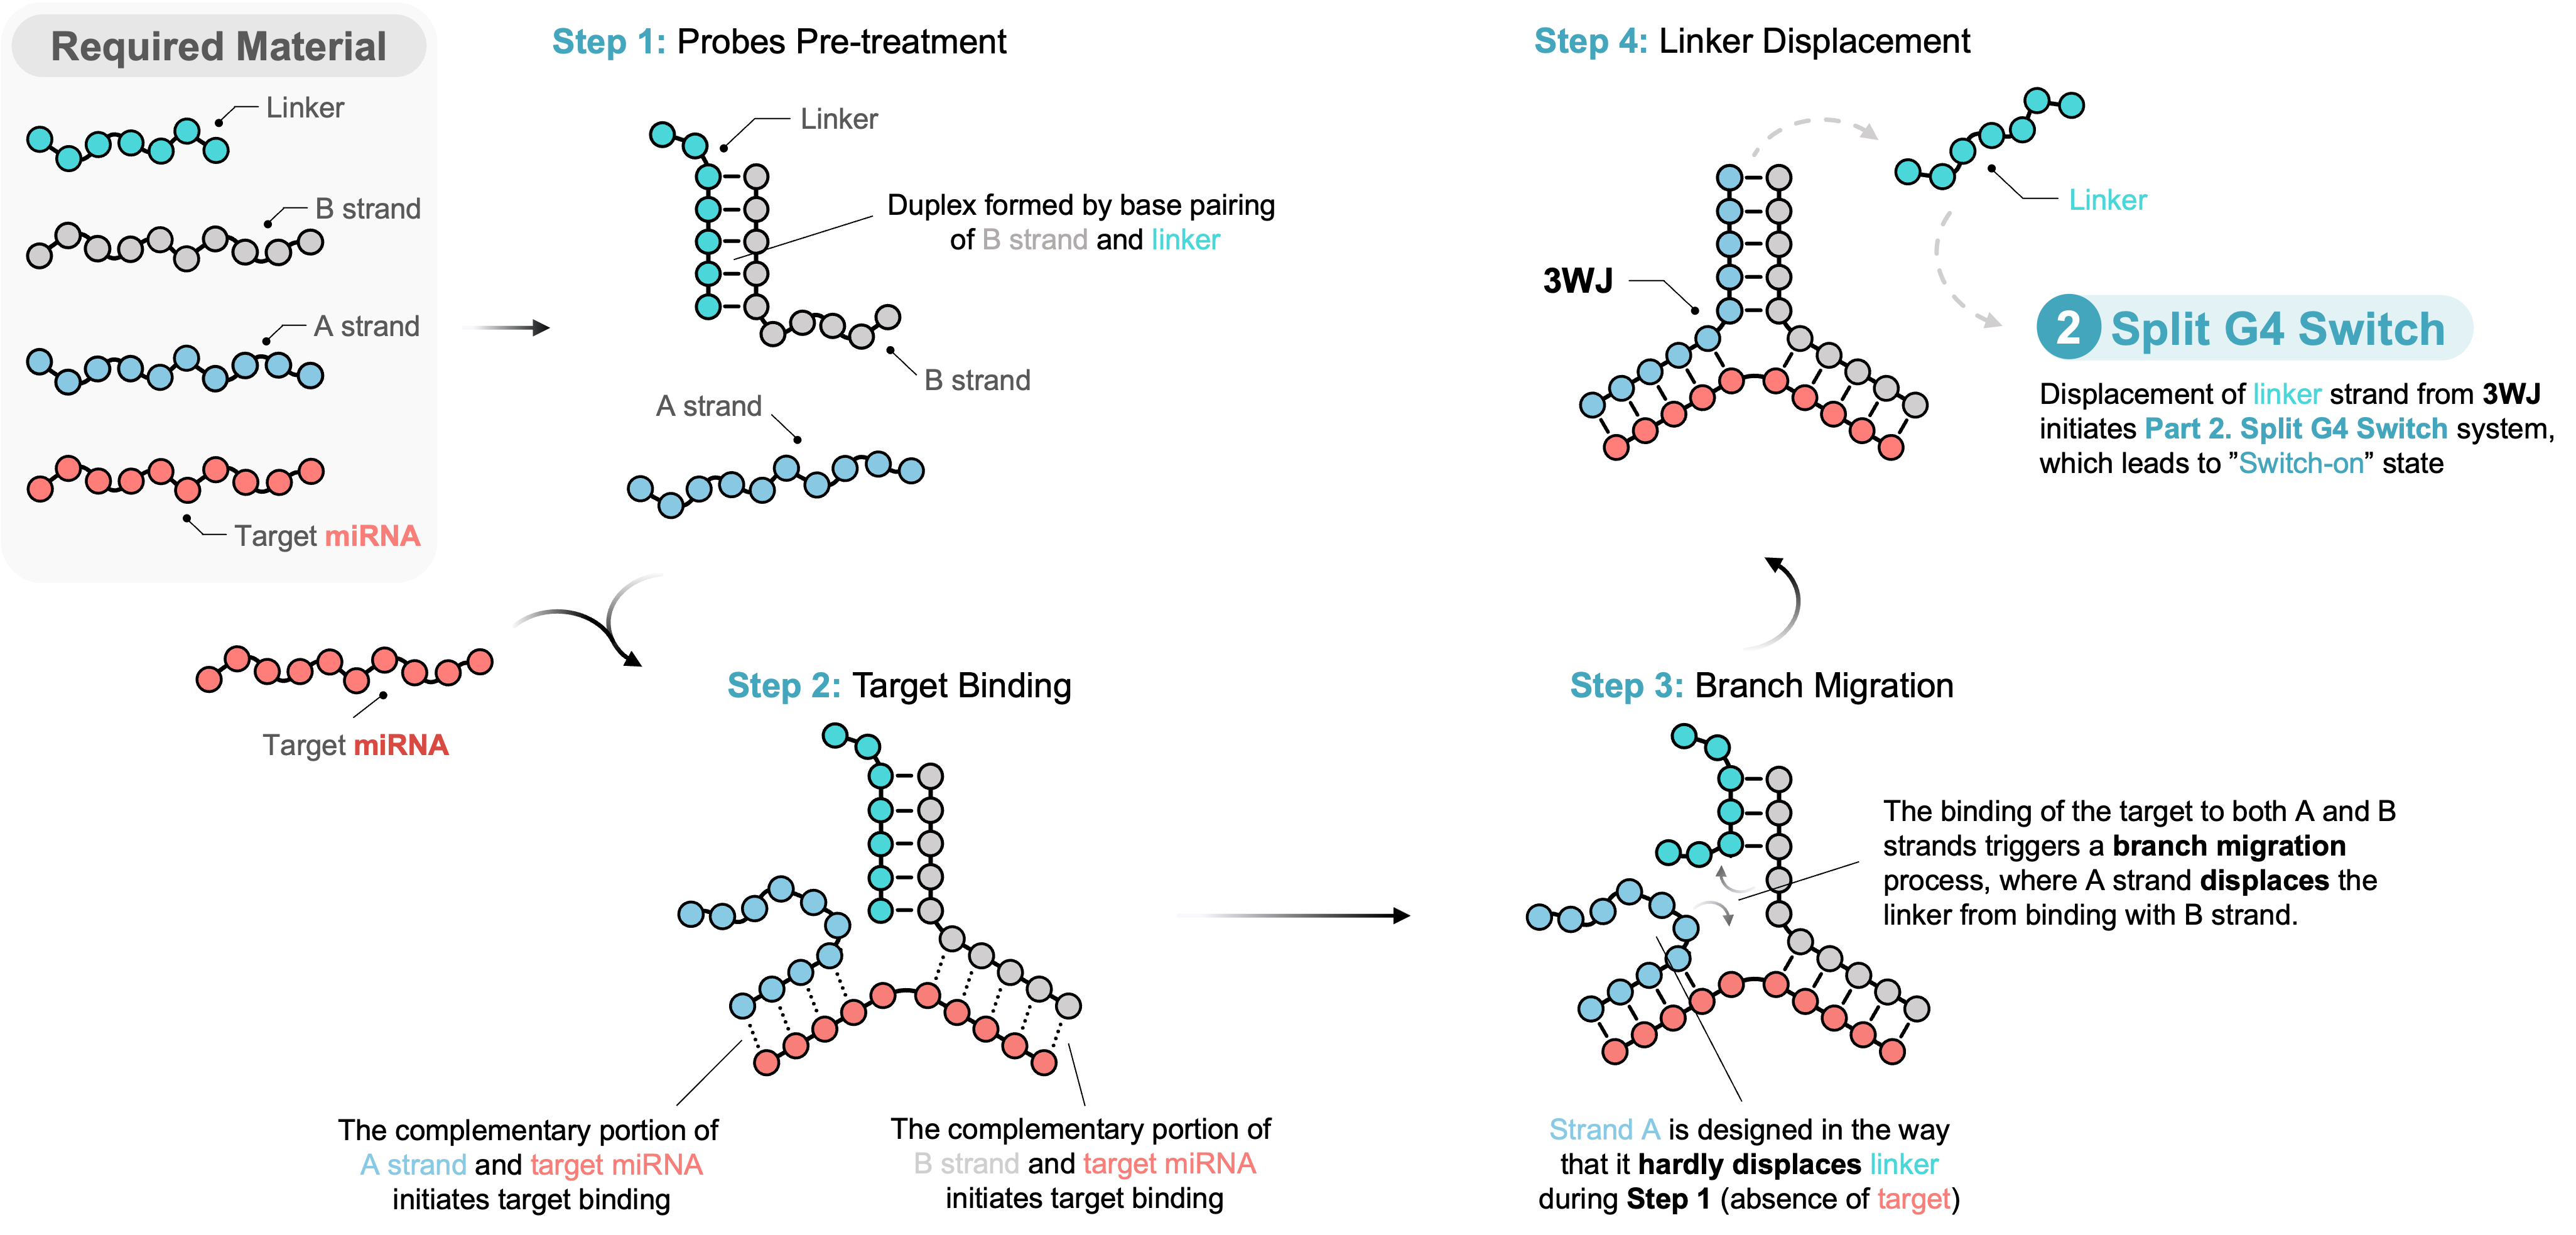 Required Material
Linker
B strand
A strand
Target miRNA
Step 1: Probes Pre-treatment
Linker
Duplex formed by base pairing
of B strand and linker
B strand
A strand
Target miRNA
Step 2: Target Binding
The complementary portion of
A strand and target miRNA
initiates target binding
The complementary portion of
B strand and target miRNA
initiates target binding
Step 3: Branch Migration
The binding of the target to both A and B
strands triggers a branch migration
process, where A strand displaces the
linker from binding with B strand.
Strand A is designed in the way
that it hardly displaces linker
during Step 1 (absence of target)
Step 4: Linker Displacement
Linker
3WJ
2 Split G4 Switch
Displacement of linker strand from 3WJ
initiates Part 2. Split G4 Switch system,
which leads to ”Switch-on” state